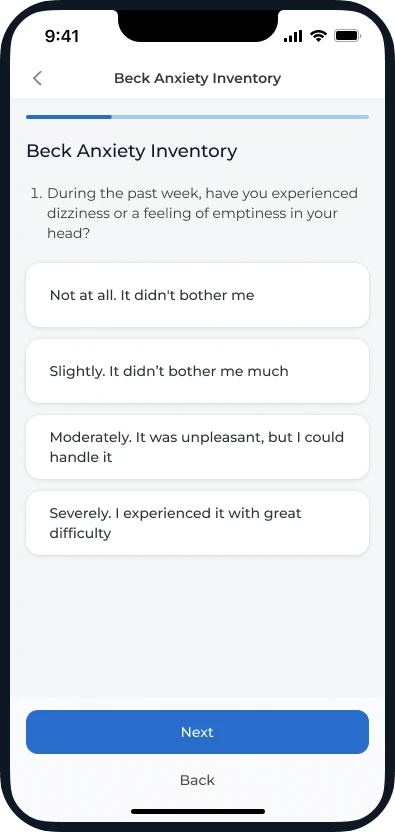 9:41
Beck Anxiety Inventory
Beck Anxiety Inventory
1. During the past week, have you experienced
dizziness or a feeling of emptiness in your
head?
Not at all. It didn't bother me
Slightly. It didn’t bother me much
Moderately. It was unpleasant, but I could
handle it
Severely. I experienced it with great
difficulty
Next
Back